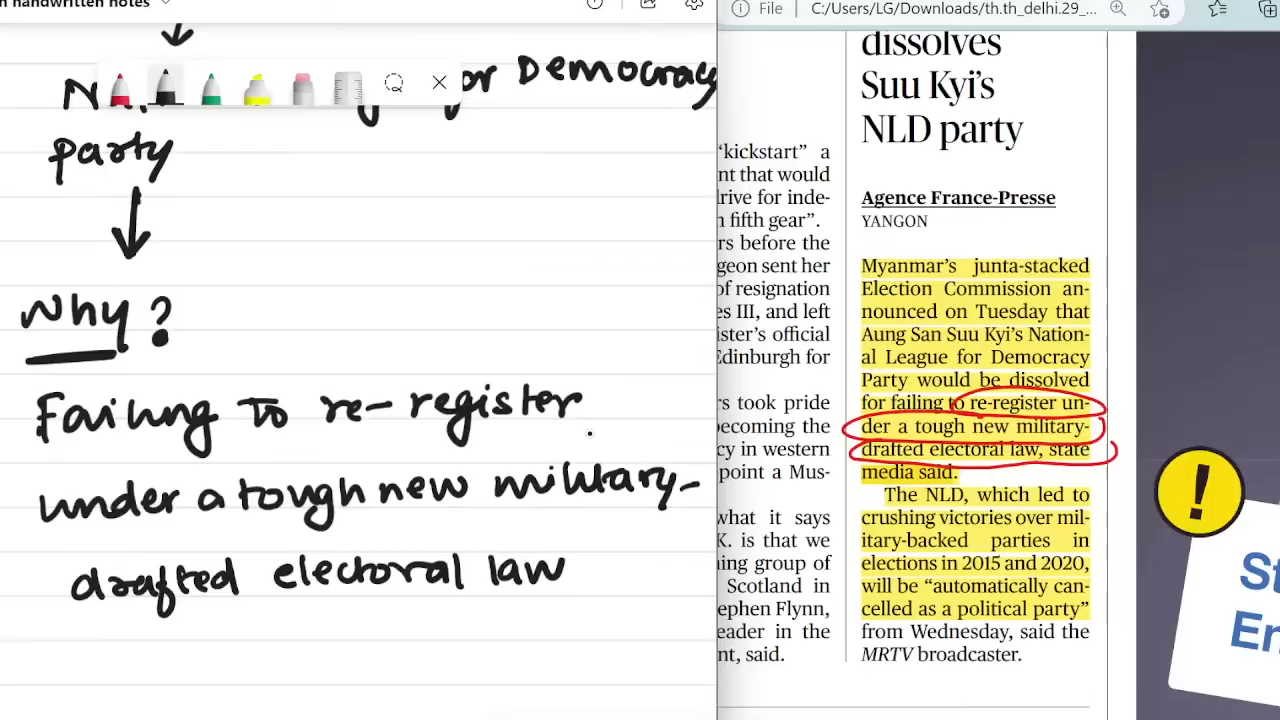 n handwritten notes
for Democracy
party
Why?
Failing to re-register
under a tough new military-
drafted electoral law
File
C:/Users/LG/Downloads/th.th_delhi.29_...
"kickstart" a
nt that would
drive for inde-
n fifth gear".
rs before the
geon sent her
of resignation
es III, and left
ister's official
Edinburgh for
rs took pride
becoming the
cy in western
point a Mus-
what it says
K. is that we
ning group of
Scotland in
ephen Flynn,
eader in the
nt, said.
dissolves
Suu Kyi's
NLD party
Agence France-Presse
YANGON
Myanmar's junta-stacked
Election Commission an-
nounced on Tuesday that
Aung San Suu Kyi's Nation-
al League for Democracy
Party would be dissolved
for failing to re-register un-
der a tough new military-
drafted electoral law, state
media said.
The NLD, which led to
crushing victories over mil-
itary-backed parties in
elections in 2015 and 2020,
will be "automatically can-
celled as a political party"
from Wednesday, said the
MRTV broadcaster.
!
St
En